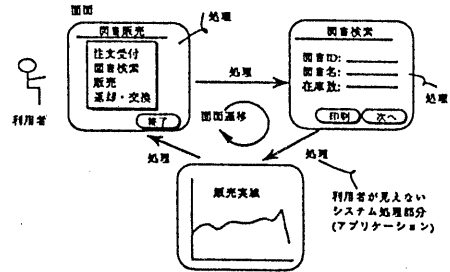 画面
図書販売
注文受付
図書検索
販売
返却・交換
終了
利用者
処理
処理
図書検索
図書ID:
図書名:
在庫数:
印刷
次へ
処理
画面遷移
処理
処理
販売実績
利用者が見えない
システム処理部分
(アプリケーション)